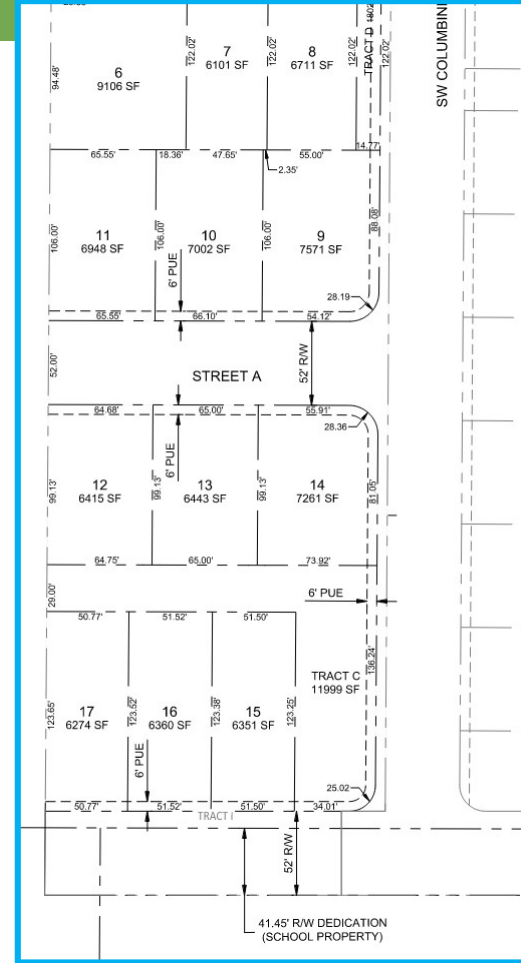 SW COLUMBIN
7
6101 SF
8
6711 SF
6
9106 SF
94.48'
122.02'
122.02'
122.02'
TRACT D
122.02'
65.55'
18.36'
47.65'
55.00'
14.77'
2.35'
11
6948 SF
10
7002 SF
9
7571 SF
106.00'
106.00'
106.00'
88.08'
6' PUE
28.19
65.55'
66.10'
54.12'
52.00'
STREET A
52' R/W
64.68'
65.00'
55.91'
28.36
6' PUE
12
6415 SF
13
6443 SF
14
7261 SF
99.13'
99.13'
99.13'
81.05'
64.75'
65.00'
73.92'
29.00'
6' PUE
50.77'
51.52'
51.50'
136.24'
TRACT C
11999 SF
17
6274 SF
16
6360 SF
15
6351 SF
123.65'
123.52'
123.38'
123.25'
6' PUE
25.02
50.77'
51.52'
51.50'
34.01'
TRACT I
52' R/W
41.45' R/W DEDICATION
(SCHOOL PROPERTY)